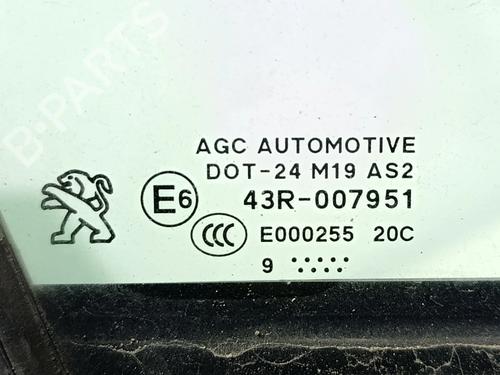 B-PARTS
AGC AUTOMOTIVE
DOT-24 M19 AS2
E6 43R-007951
CCC E000255 20C
9 .........